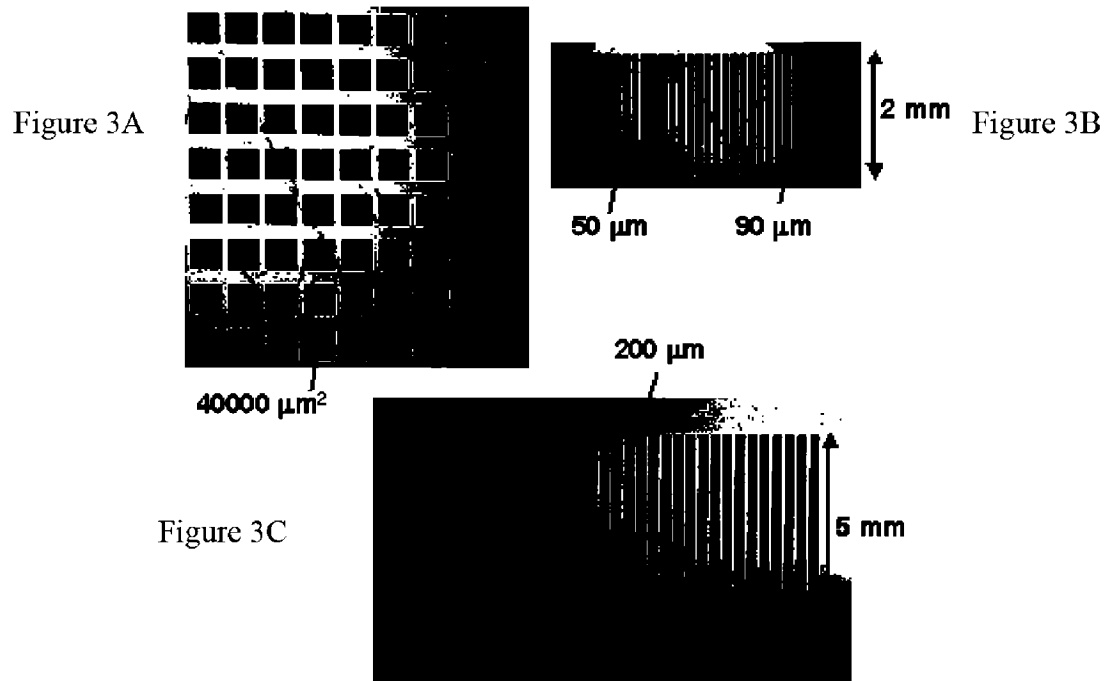 Figure 3A
2 mm
Figure 3B
50 μm
90 μm
200 μm
40000 μm²
Figure 3C
5 mm